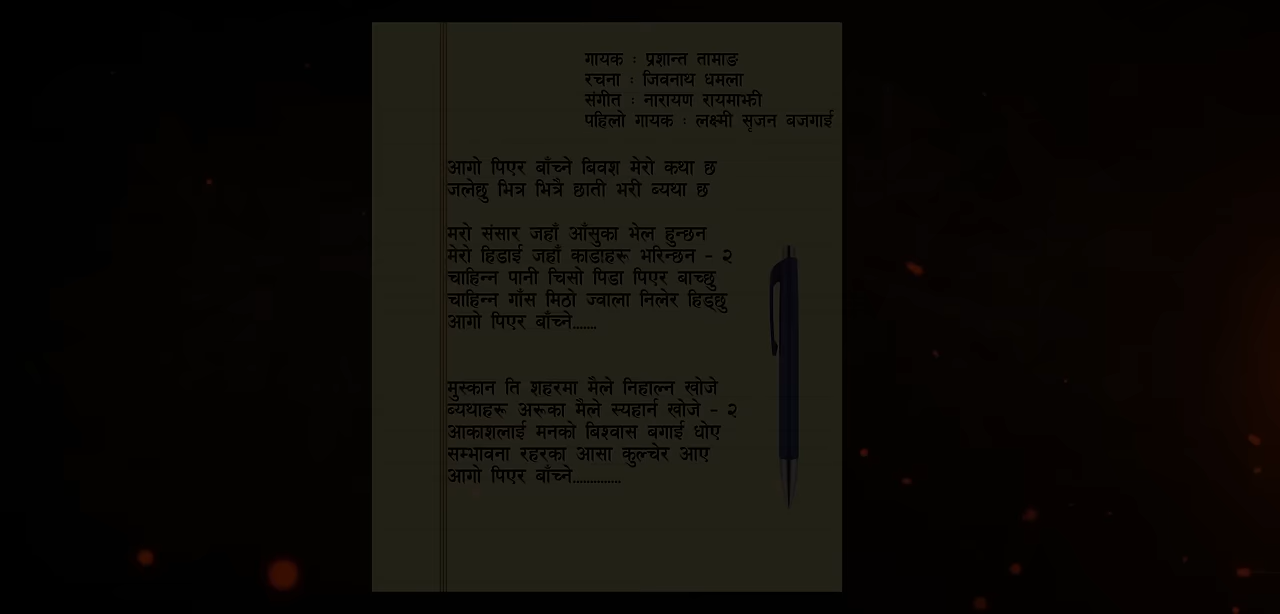 गायक : प्रशान्त तामाङ
रचना : जिवनाथ धमला
संगीत : नारायण रायमाझी
पहिलो गायक : लक्ष्मी सृजन बजगाई
आगो पिएर बाँच्ने बिवश मेरो कथा छ
जलेछु भित्र भित्रै छाती भरी ब्यथा छ
मरो संसार जहाँ आँसुका भेल हुन्छन
मेरो हिडाई जहाँ काडाहरू भरिन्छन - २
चाहिन्न पानी चिसो पिडा पिएर बाच्छु
चाहिन्न गाँस मिठो ज्वाला निलेर हिड्छु
आगो पिएर बाँच्ने.......
मुस्कान ति शहरमा मैले निहाल्न खोजे
ब्यथाहरू अरूका मैले स्यहार्न खोजे - २
आकाशलाई मनको बिश्वास बगाई धोए
सम्भावना रहरका आसा कुल्चेर आए
आगो पिएर बाँच्ने..............